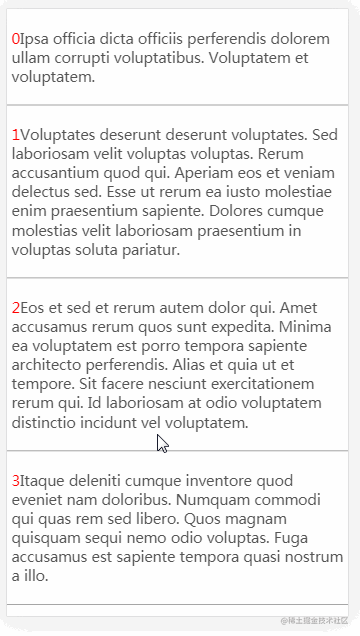 0Ipsa officia dicta officiis perferendis dolorem
ullam corrupti voluptatibus. Voluptatem et
voluptatem.
1Voluptates deserunt deserunt voluptates. Sed
laboriosam velit voluptas voluptas. Rerum
accusantium quod qui. Aperiam eos et veniam
delectus sed. Esse ut rerum ea iusto molestiae
enim praesentium sapiente. Dolores cumque
molestias velit laboriosam praesentium in
voluptas soluta pariatur.
2Eos et sed et rerum autem dolor qui. Amet
accusamus rerum quos sunt expedita. Minima
ea voluptatem est porro tempora sapiente
architecto perferendis. Alias et quia ut et
tempore. Sit facere nesciunt exercitationem
rerum qui. Id laboriosam at odio voluptatem
distinctio incidunt vel voluptatem.
3Itaque deleniti cumque inventore quod
eveniet nam doloribus. Numquam commodi
qui quas rem sed libero. Quos magnam
quisquam sequi nemo odio voluptas. Fuga
accusamus est sapiente tempora quasi nostrum
a illo.
@稀土掘金技术社区